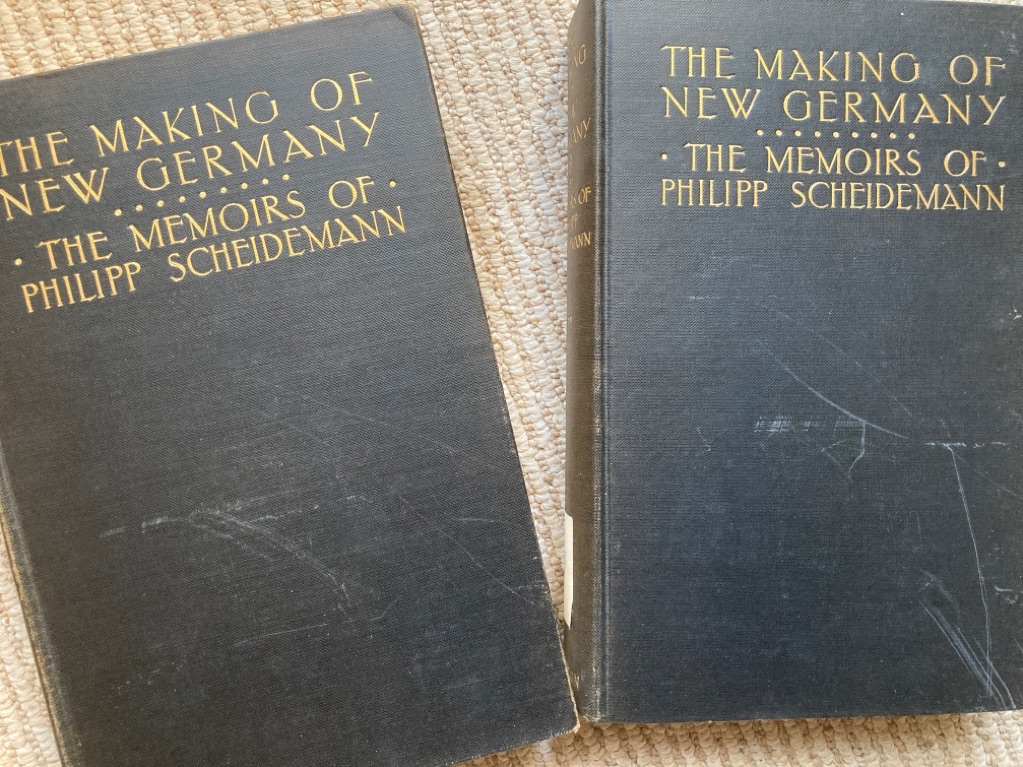 THE MAKING OF
NEW GERMANY
· THE MEMOIRS OF ·
PHILIPP SCHEIDEMANN
THE MAKING OF
NEW GERMANY
· THE MEMOIRS OF ·
PHILIPP SCHEIDEMANN